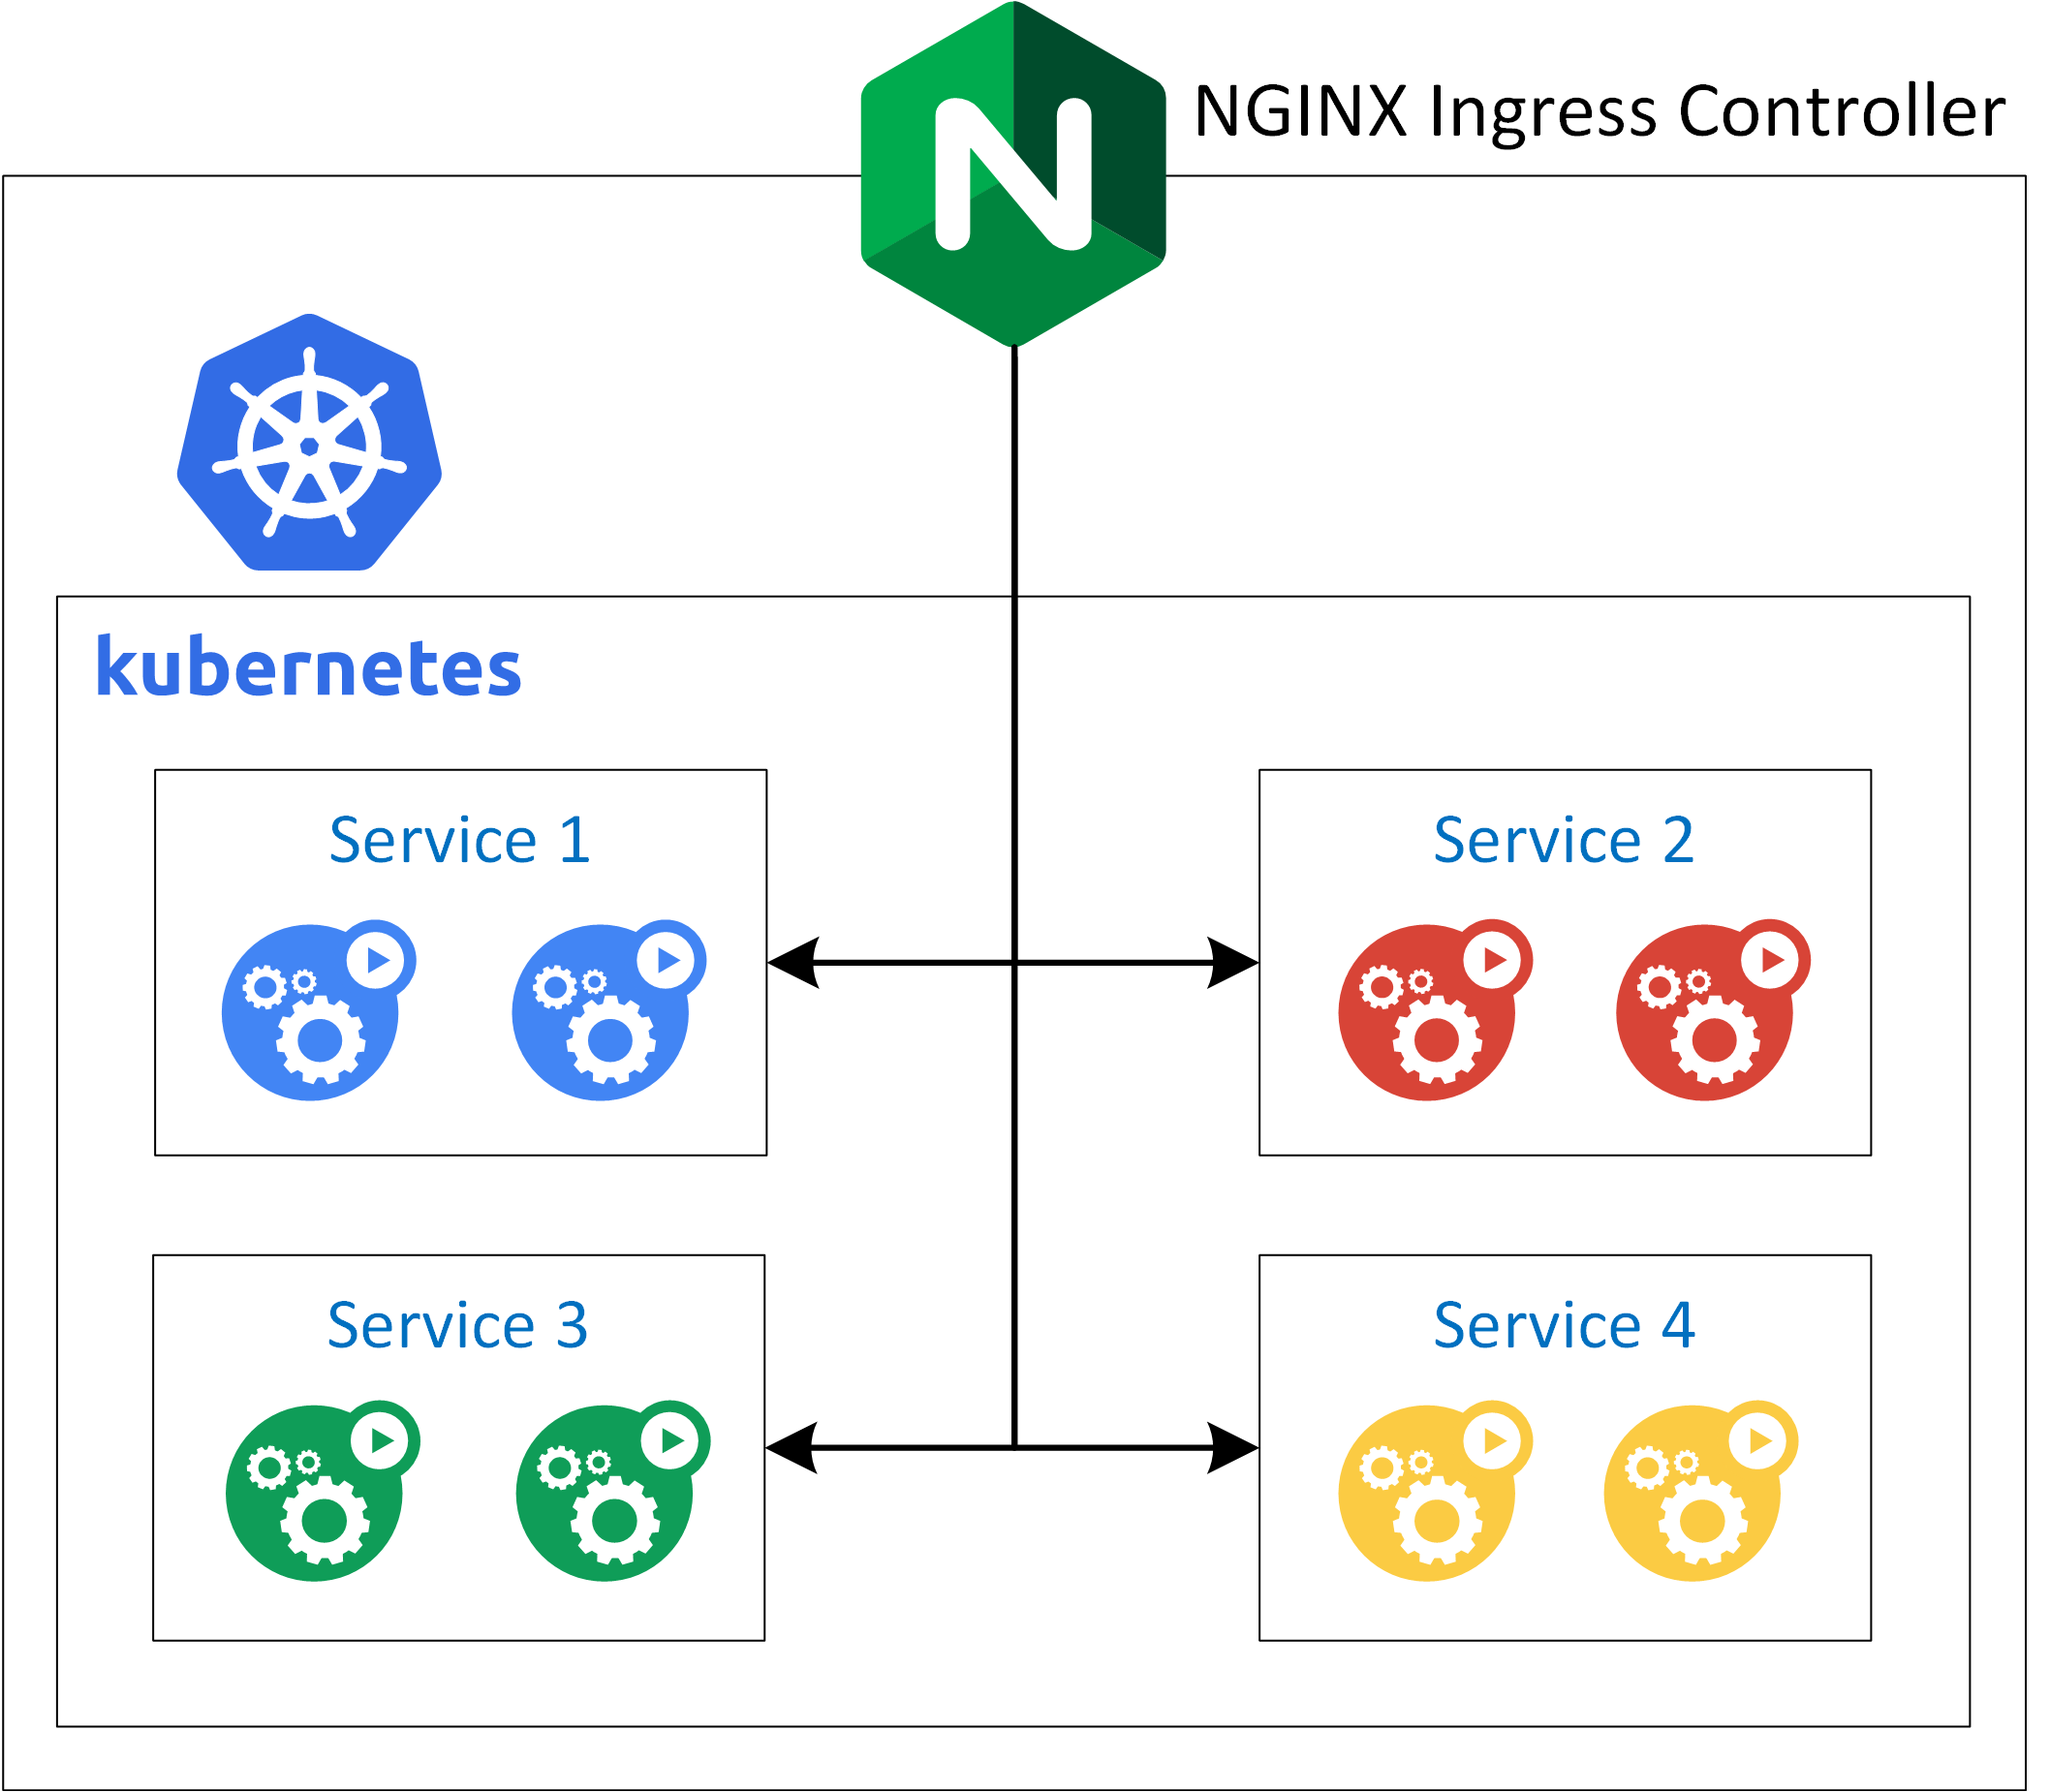 NGINX Ingress Controller
kubernetes
Service 1
Service 2
Service 3
Service 4